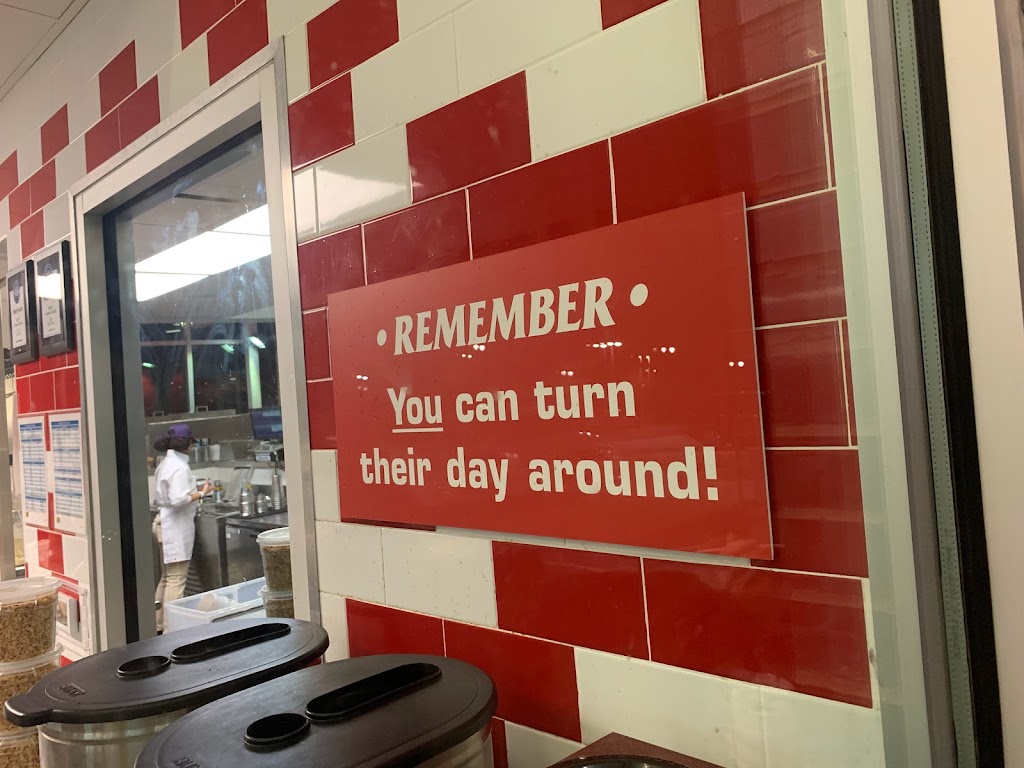 • REMEMBER •
You can turn
their day around!